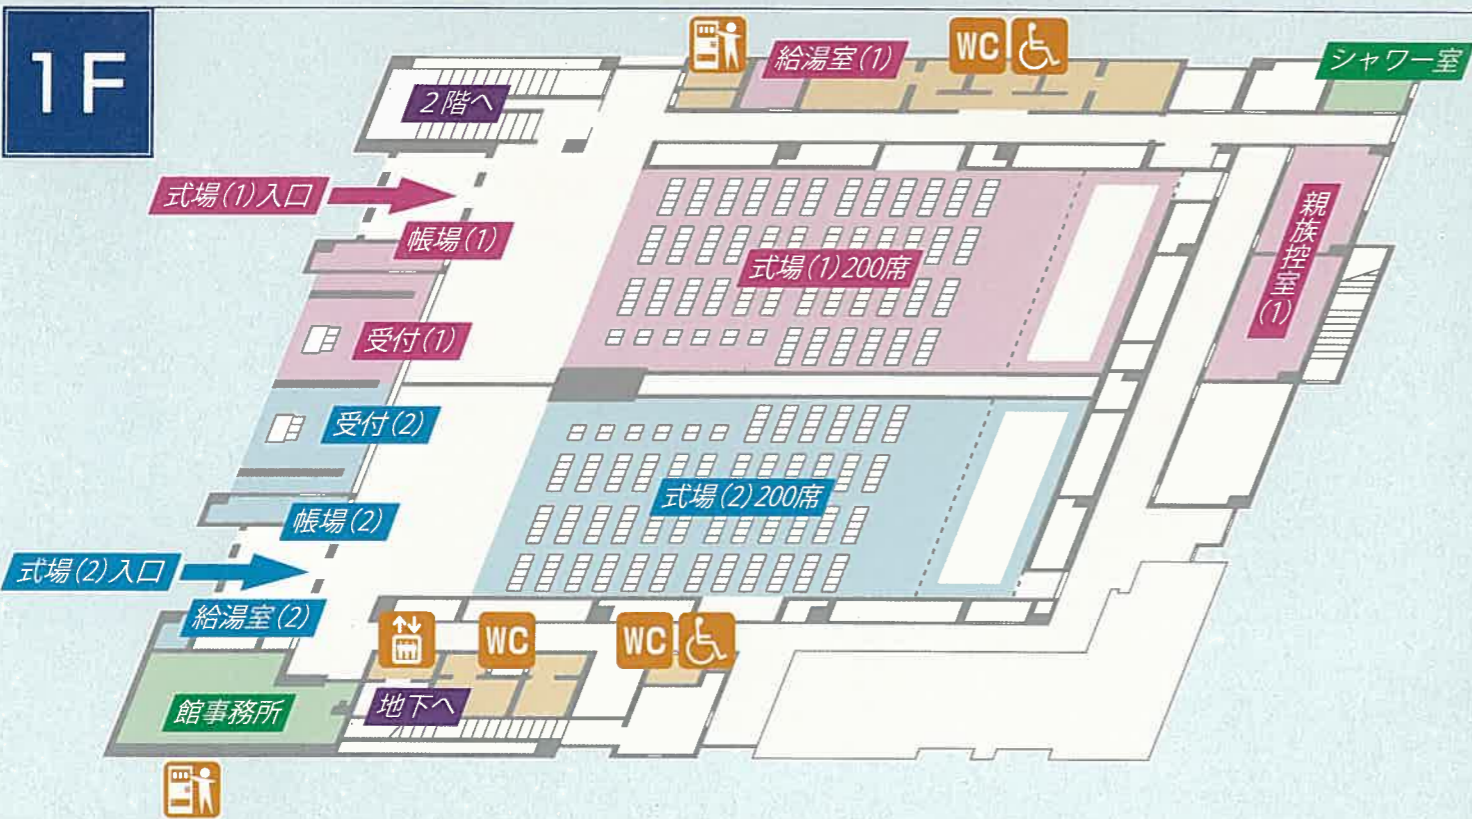 1F
給湯室(1)
WC
シャワー室
2階へ
式場(1)入口
帳場(1)
親族控室(1)
式場(1)200席
受付(1)
受付(2)
式場(2)200席
帳場(2)
式場(2)入口
給湯室(2)
WC
WC
館事務所
地下へ